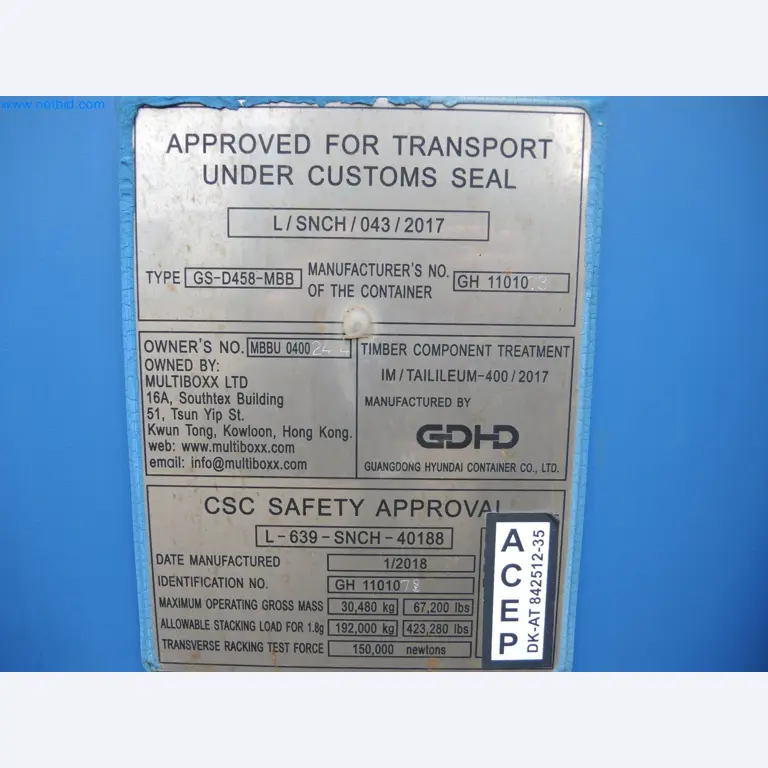 www.netbid.com
APPROVED FOR TRANSPORT
UNDER CUSTOMS SEAL
L/SNCH/043/2017
TYPE GS-D458-MBB
MANUFACTURER'S NO.
OF THE CONTAINER
GH 1101073
OWNER'S NO. MBBU 040024 4
OWNED BY:
MULTIBOXX LTD
16A, Southtex Building
51, Tsun Yip St.
Kwun Tong, Kowloon, Hong Kong.
web: www.multiboxx.com
email: info@multiboxx.com
TIMBER COMPONENT TREATMENT
IM/TAILILEUM-400/2017
MANUFACTURED BY
GDHD
GUANGDONG HYUNDAI CONTAINER CO., LTD.
CSC SAFETY APPROVAL
L-639-SNCH-40188
DATE MANUFACTURED 1/2018
IDENTIFICATION NO. GH 1101073
MAXIMUM OPERATING GROSS MASS 30,480 kg 67,200 lbs
ALLOWABLE STACKING LOAD FOR 1.8g 192,000 kg 423,280 lbs
TRANSVERSE RACKING TEST FORCE 150,000 newtons
ACEP
DK-AT 842512-35